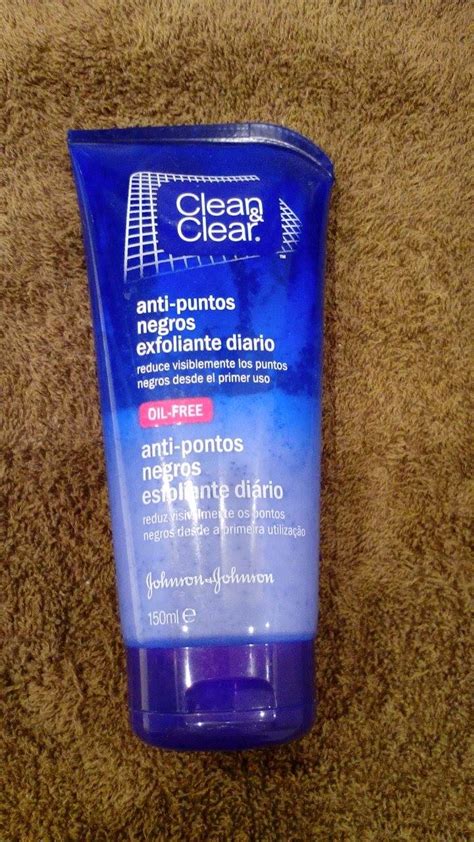 Clean &
Clear.
™
anti-puntos
negros
exfoliante diario
reduce visiblemente los puntos
negros desde el primer uso
OIL-FREE
anti-pontos
negros
esfoliante diário
reduz visivelmente os pontos
negros desde a primeira utilização
Johnson & Johnson
150ml ℮